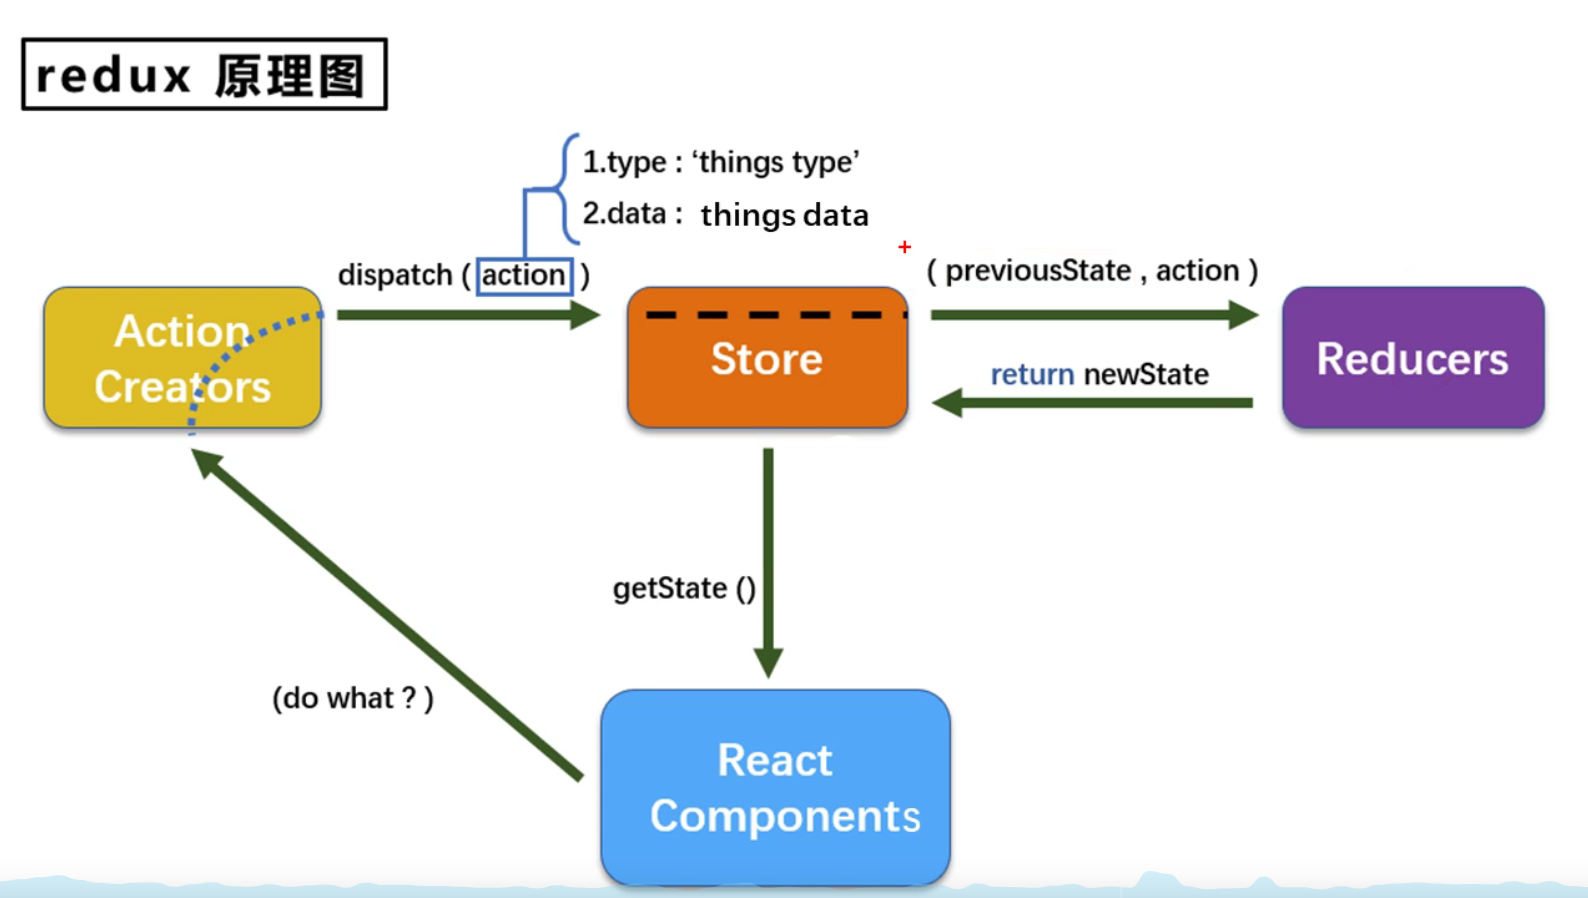 redux 原理图
1.type : ‘things type’
2.data : things data
dispatch ( action )
( previousState , action )
Action
Creators
Store
Reducers
return newState
getState ()
(do what ? )
React
Components